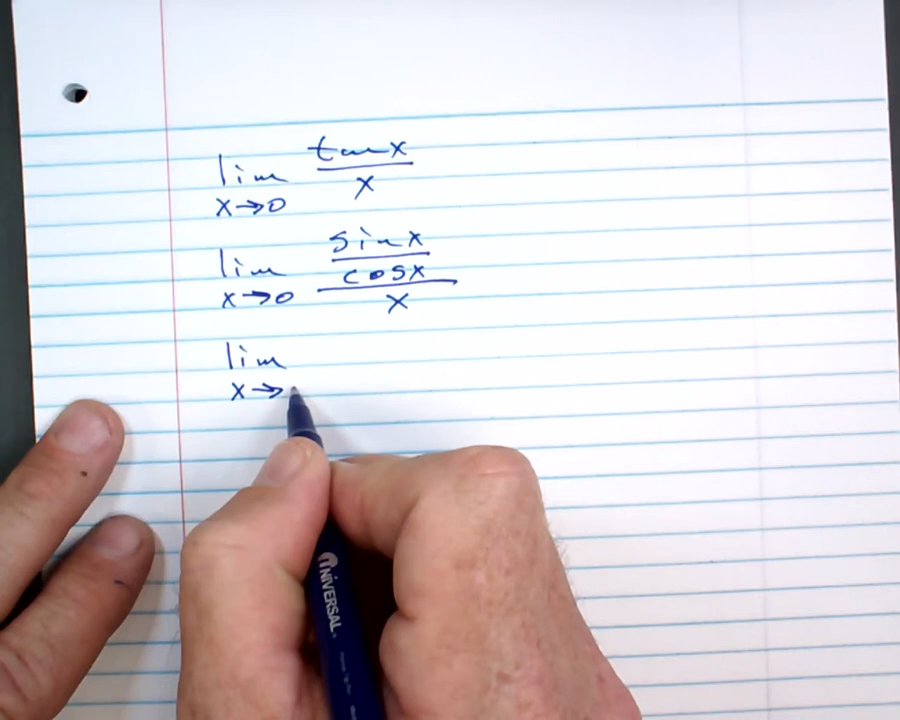 lim tanx/x
x→0
lim sinx/cosx/x
x→0
lim
x→
UNIVERSAL